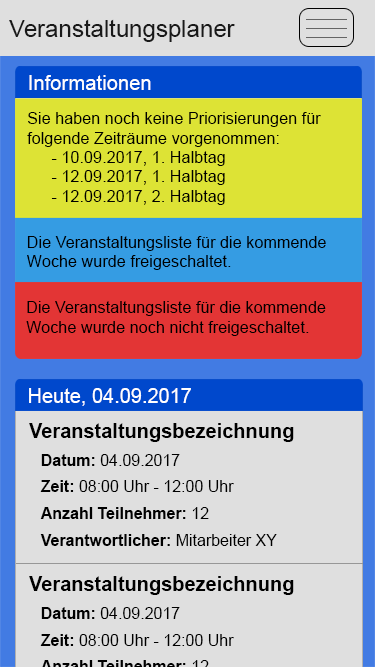 Veranstaltungsplaner
Informationen
Sie haben noch keine Priorisierungen für
folgende Zeiträume vorgenommen:
- 10.09.2017, 1. Halbtag
- 12.09.2017, 1. Halbtag
- 12.09.2017, 2. Halbtag
Die Veranstaltungsliste für die kommende
Woche wurde freigeschaltet.
Die Veranstaltungsliste für die kommende
Woche wurde noch nicht freigeschaltet.
Heute, 04.09.2017
Veranstaltungsbezeichnung
Datum: 04.09.2017
Zeit: 08:00 Uhr - 12:00 Uhr
Anzahl Teilnehmer: 12
Verantwortlicher: Mitarbeiter XY
Veranstaltungsbezeichnung
Datum: 04.09.2017
Zeit: 08:00 Uhr - 12:00 Uhr
Anzahl Teilnehmer: 12